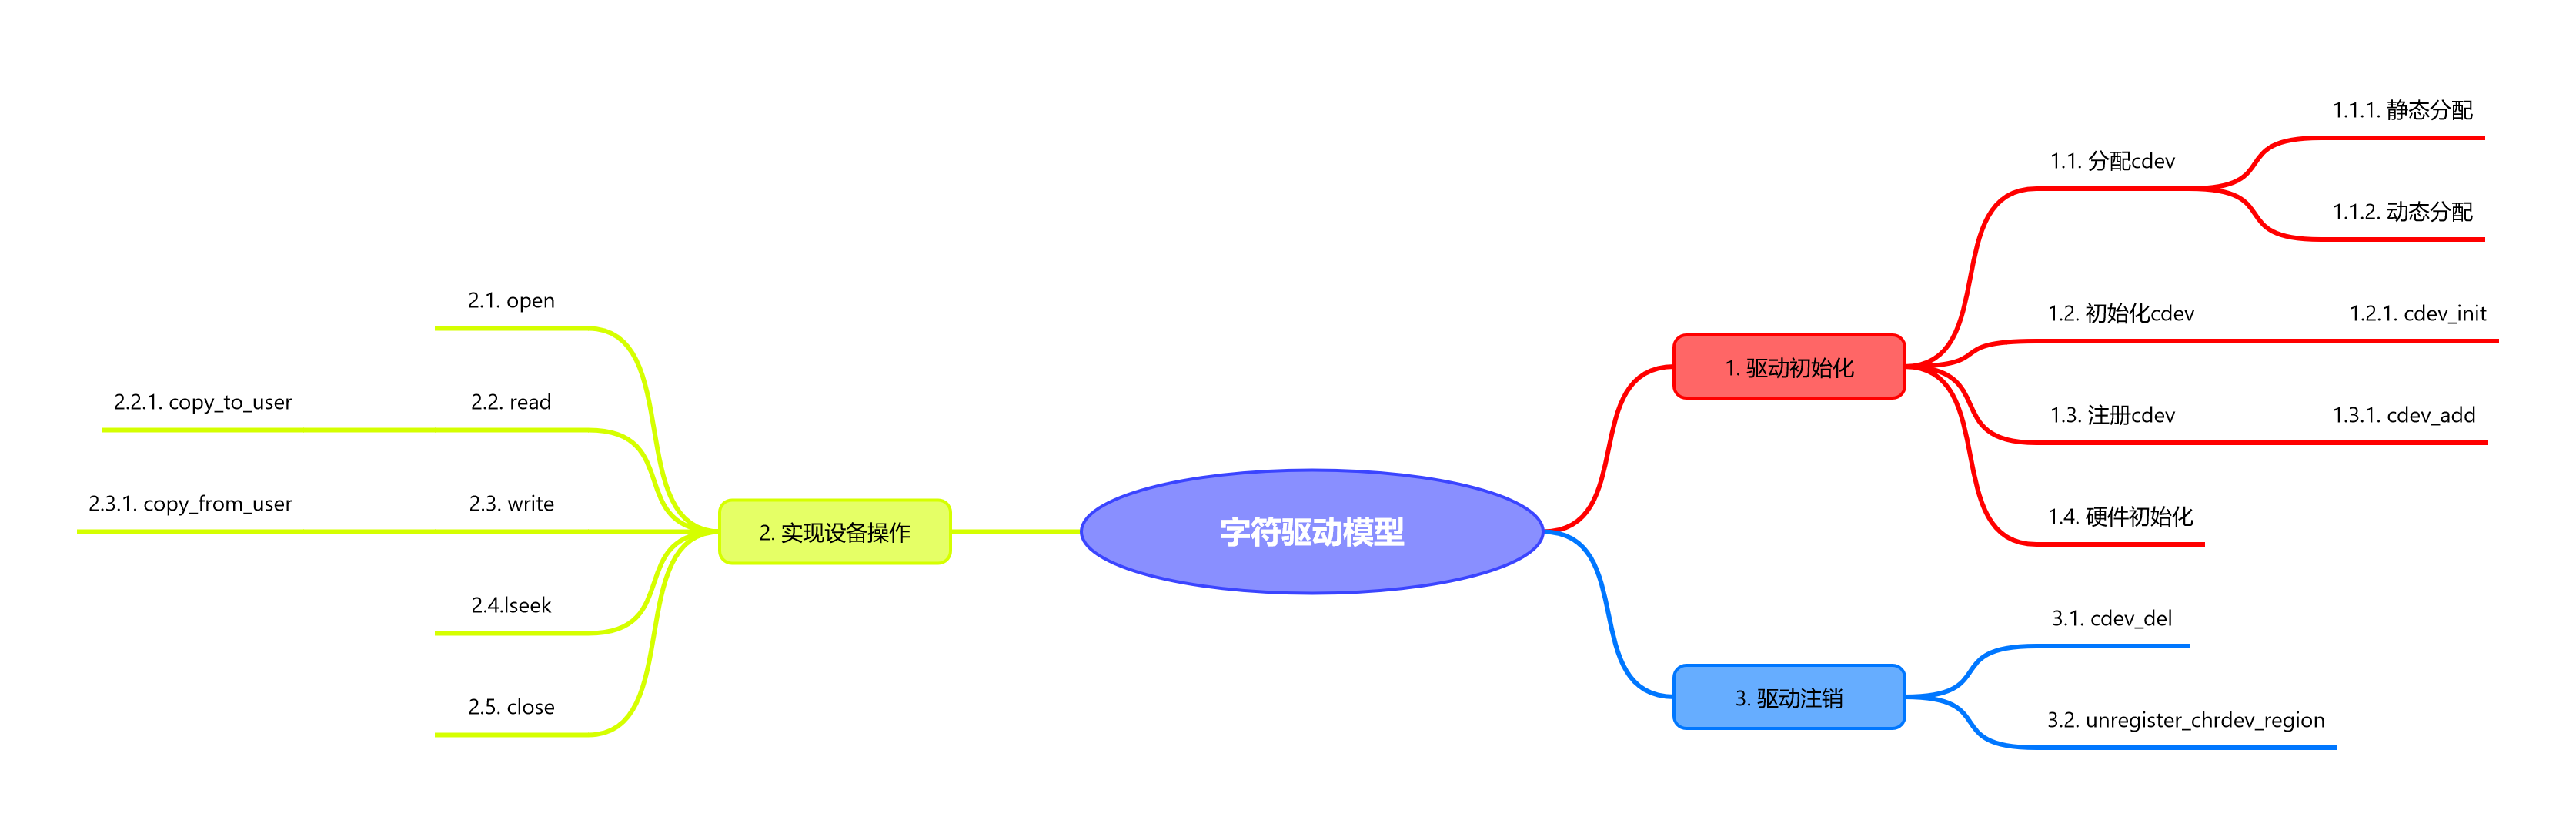 字符驱动模型
1. 驱动初始化
1.1. 分配cdev
1.1.1. 静态分配
1.1.2. 动态分配
1.2. 初始化cdev
1.2.1. cdev_init
1.3. 注册cdev
1.3.1. cdev_add
1.4. 硬件初始化
2. 实现设备操作
2.1. open
2.2. read
2.2.1. copy_to_user
2.3. write
2.3.1. copy_from_user
2.4.lseek
2.5. close
3. 驱动注销
3.1. cdev_del
3.2. unregister_chrdev_region